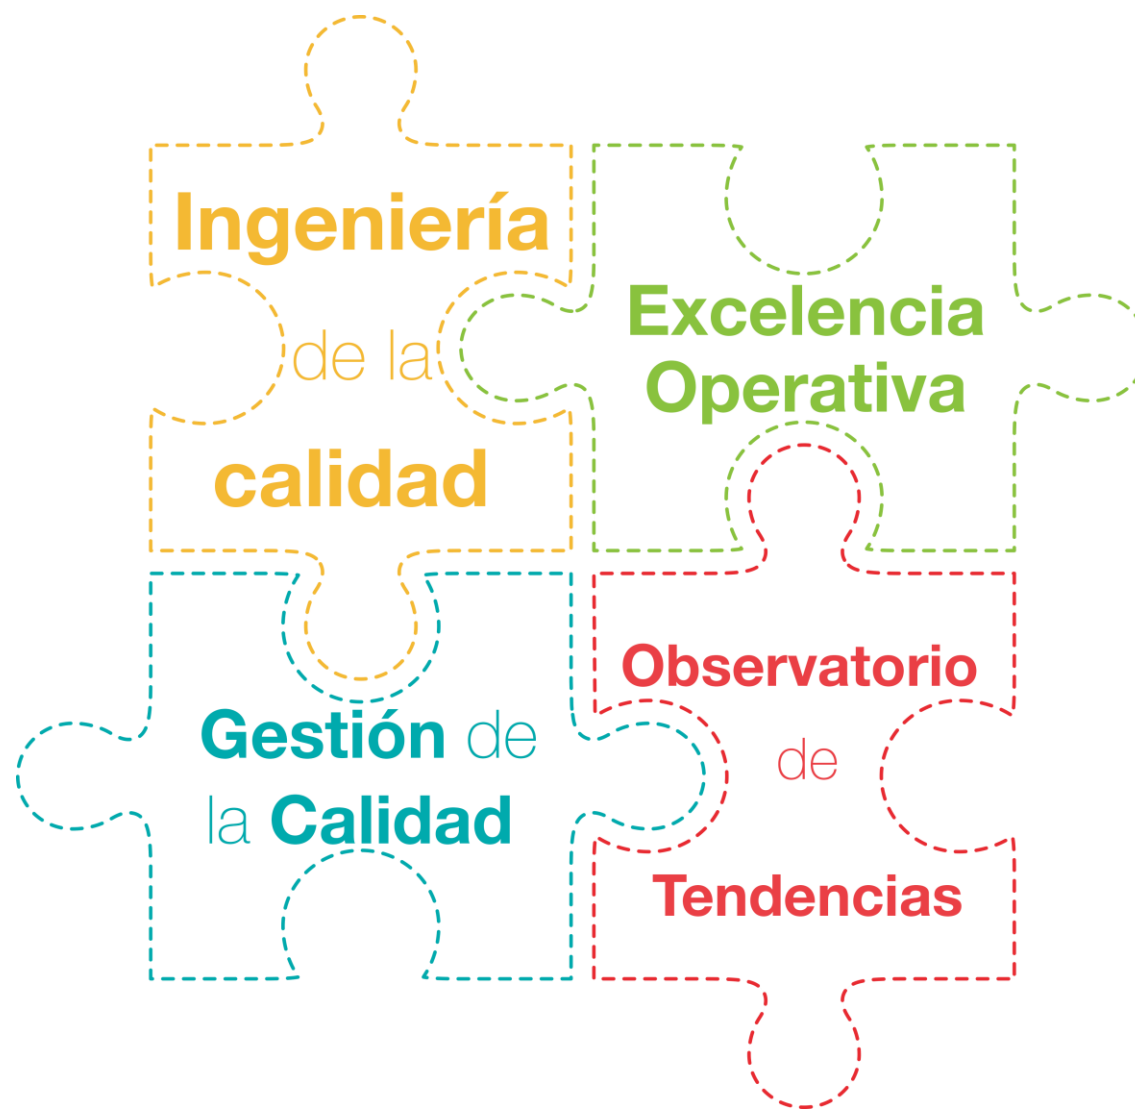 Ingeniería
de la
calidad
Excelencia
Operativa
Gestión de
la Calidad
Observatorio
de
Tendencias